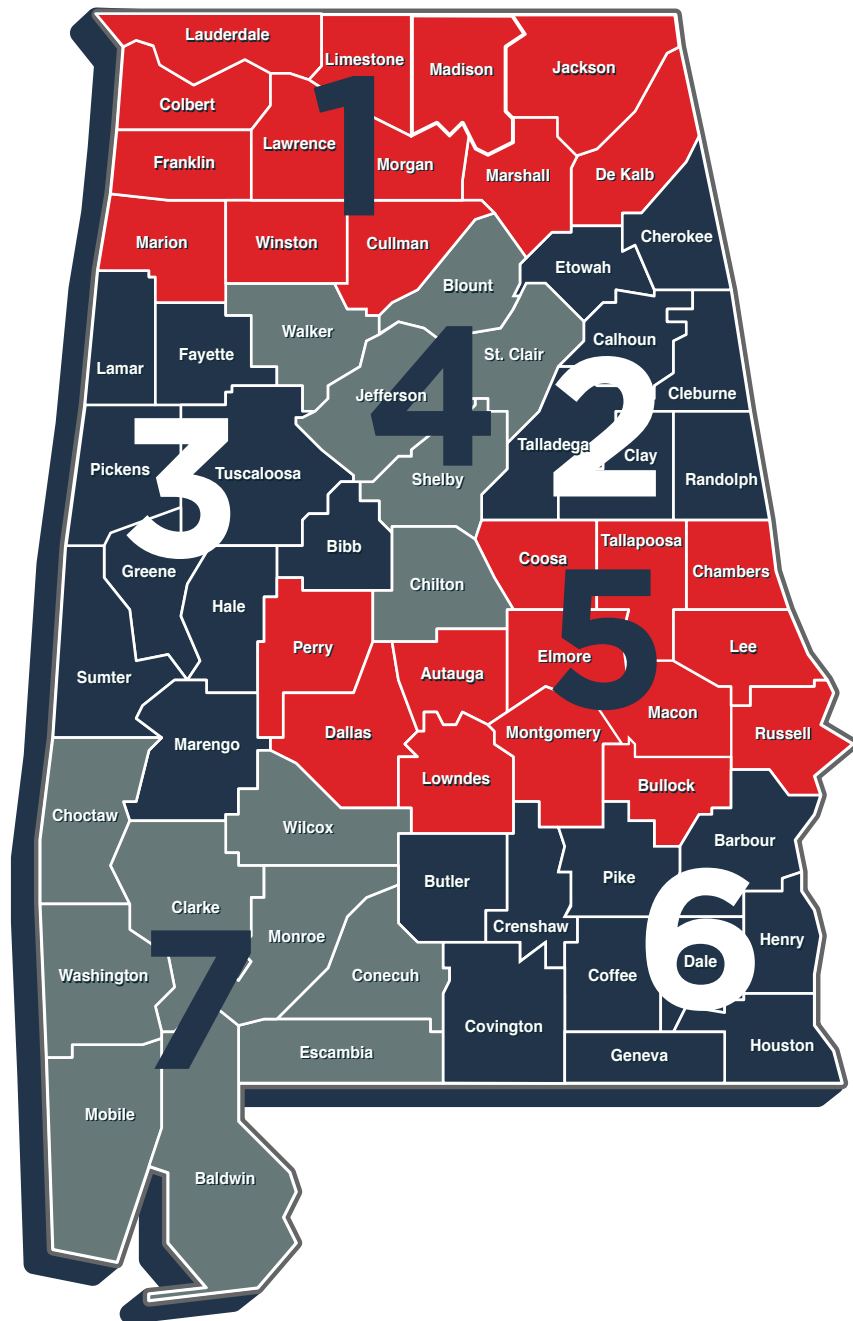 Lauderdale
Limestone
Madison
Jackson
Colbert
1
Lawrence
Franklin
Morgan
Marshall
De Kalb
Marion
Winston
Cullman
Cherokee
Etowah
Blount
Walker
Calhoun
Fayette
St. Clair
Lamar
Jefferson
4
2
Cleburne
Talladega
Clay
Pickens
3
Tuscaloosa
Shelby
Randolph
Bibb
Coosa
Tallapoosa
Greene
Chilton
Chambers
Hale
5
Perry
Elmore
Lee
Sumter
Autauga
Macon
Dallas
Montgomery
Russell
Marengo
Lowndes
Bullock
Choctaw
Wilcox
Barbour
Butler
Pike
Clarke
Crenshaw
6
Monroe
Henry
Washington
7
Conecuh
Coffee
Dale
Covington
Escambia
Geneva
Houston
Mobile
Baldwin